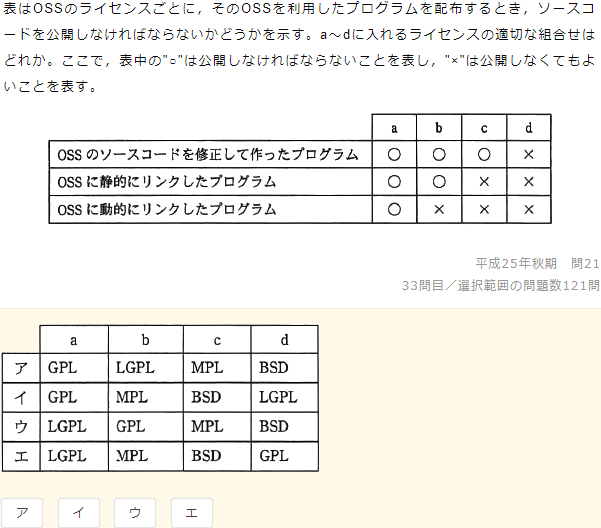 表はOSSのライセンスごとに，そのOSSを利用したプログラムを配布するとき，ソースコ
ードを公開しなければならないかどうかを示す。a～dに入れるライセンスの適切な組合せは
どれか。ここで，表中の"○"は公開しなければならないことを表し，"×"は公開しなくてもよ
いことを表す。
a b c d
OSS のソースコードを修正して作ったプログラム ○ ○ ○ ×
OSS に静的にリンクしたプログラム ○ ○ × ×
OSS に動的にリンクしたプログラム ○ × × ×
平成25年秋期 問21
33問目／選択範囲の問題数121問
a b c d
ア GPL LGPL MPL BSD
イ GPL MPL BSD LGPL
ウ LGPL GPL MPL BSD
エ LGPL MPL BSD GPL
ア イ ウ エ